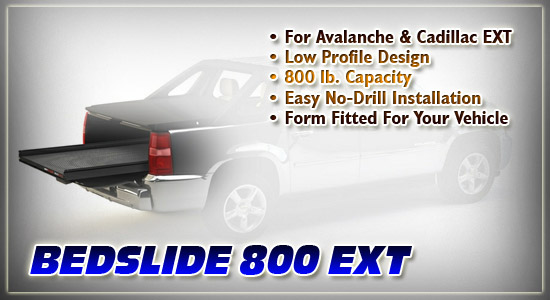 • For Avalanche & Cadillac EXT
• Low Profile Design
• 800 lb. Capacity
• Easy No-Drill Installation
• Form Fitted For Your Vehicle
BEDSLIDE 800 EXT